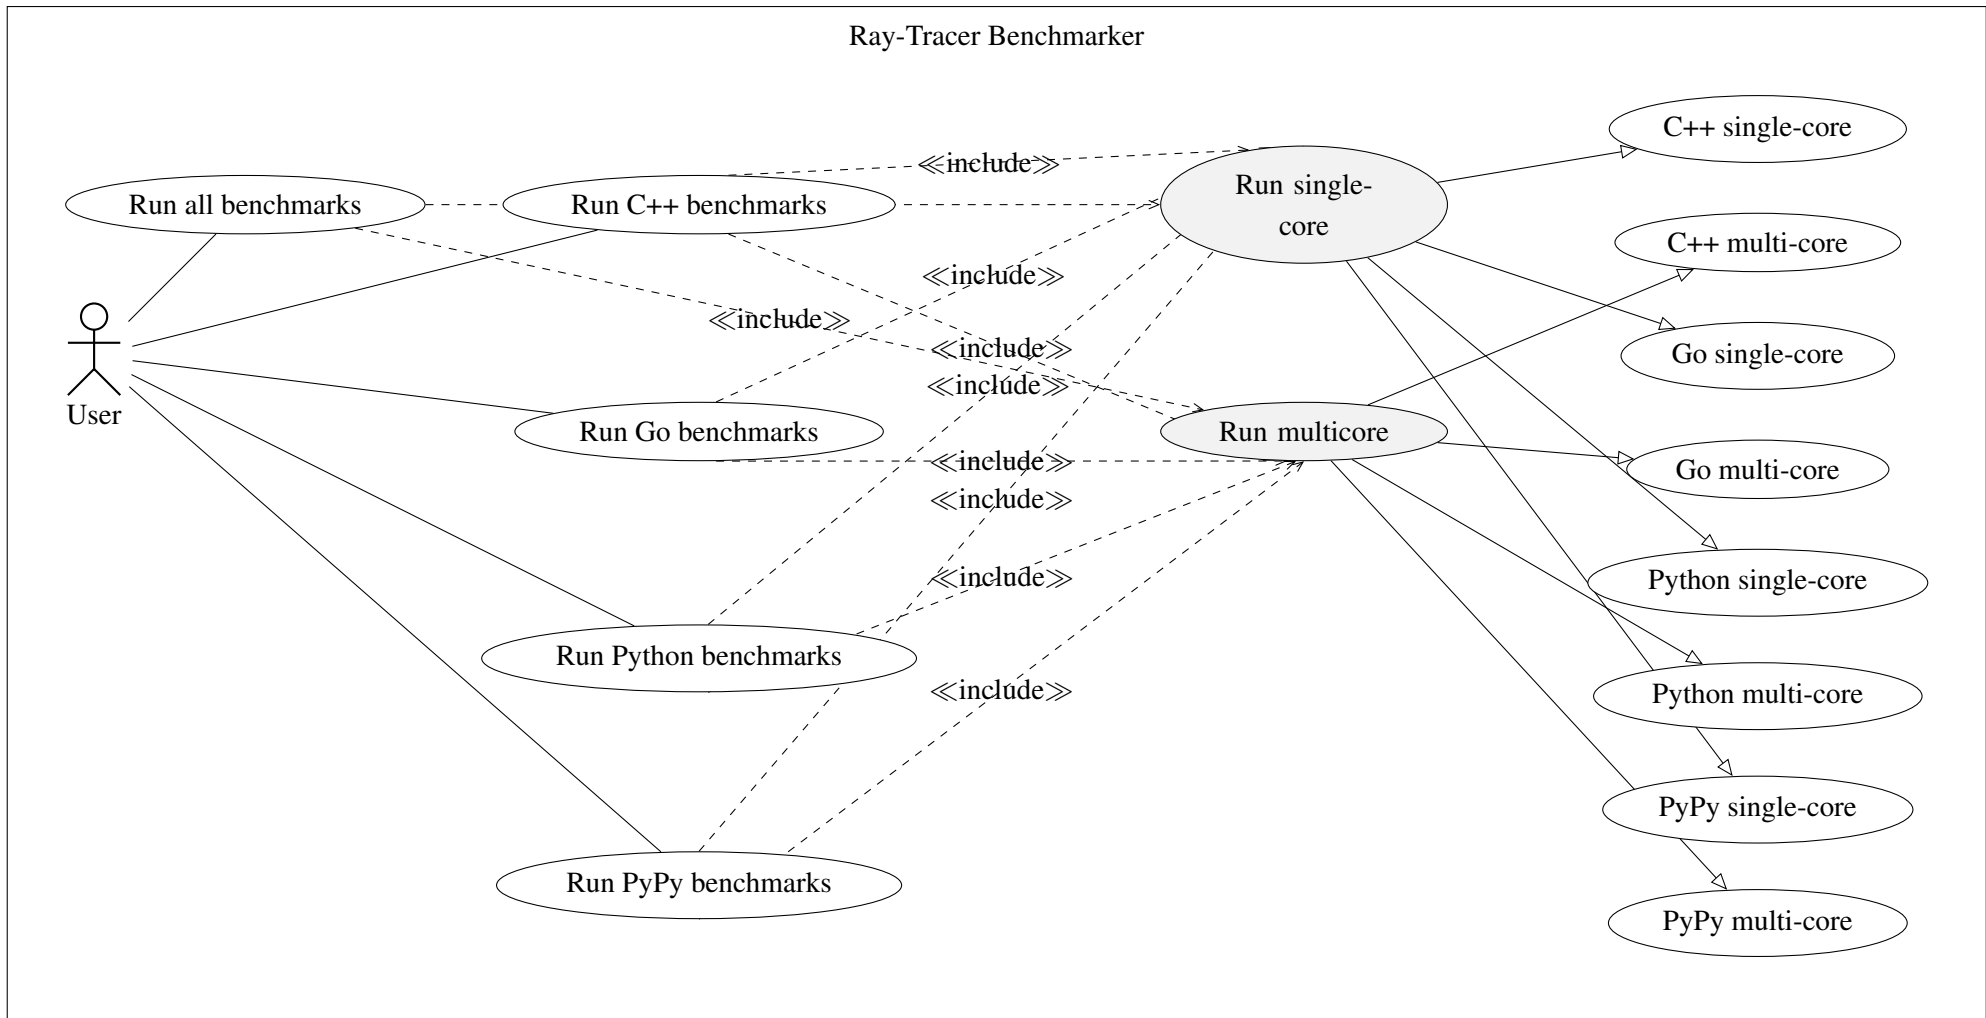 Ray-Tracer Benchmarker
C++ single-core
≪include≫
Run single-
core
Run all benchmarks
Run C++ benchmarks
C++ multi-core
≪include≫
≪include≫
≪include≫
Go single-core
≪include≫
User
Run Go benchmarks
Run multicore
≪include≫
Go multi-core
≪include≫
≪include≫
Python single-core
Run Python benchmarks
≪include≫
Python multi-core
PyPy single-core
Run PyPy benchmarks
PyPy multi-core